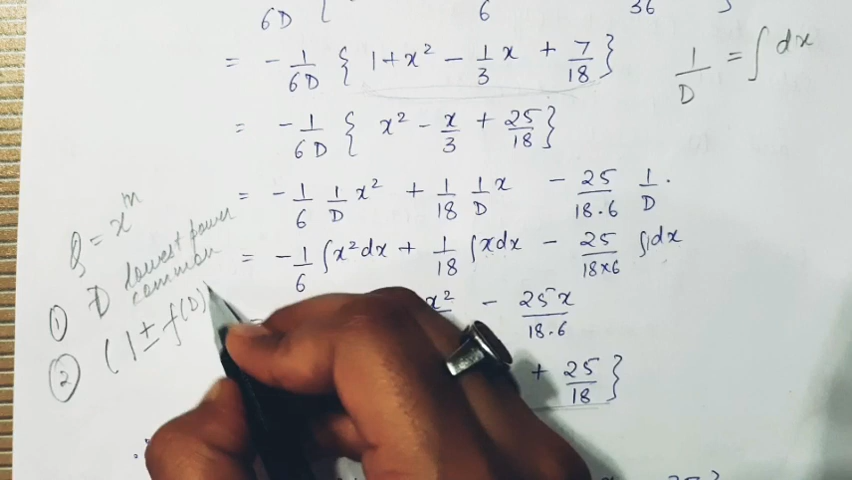 6D { 6 36 }
= - 1/6D { 1 + x² - 1/3 x + 7/18 }
1/D = ∫ dx
= - 1/6D { x² - x/3 + 25/18 }
= - 1/6 1/D x² + 1/18 1/D x - 25/18.6 1/D .
= - 1/6 ∫x²dx + 1/18 ∫xdx - 25/18×6 ∫1dx
x² - 25x/18.6
+ 25/18 }
Q = xᵐ
① D lowest power
common
② (1 ± f(D))